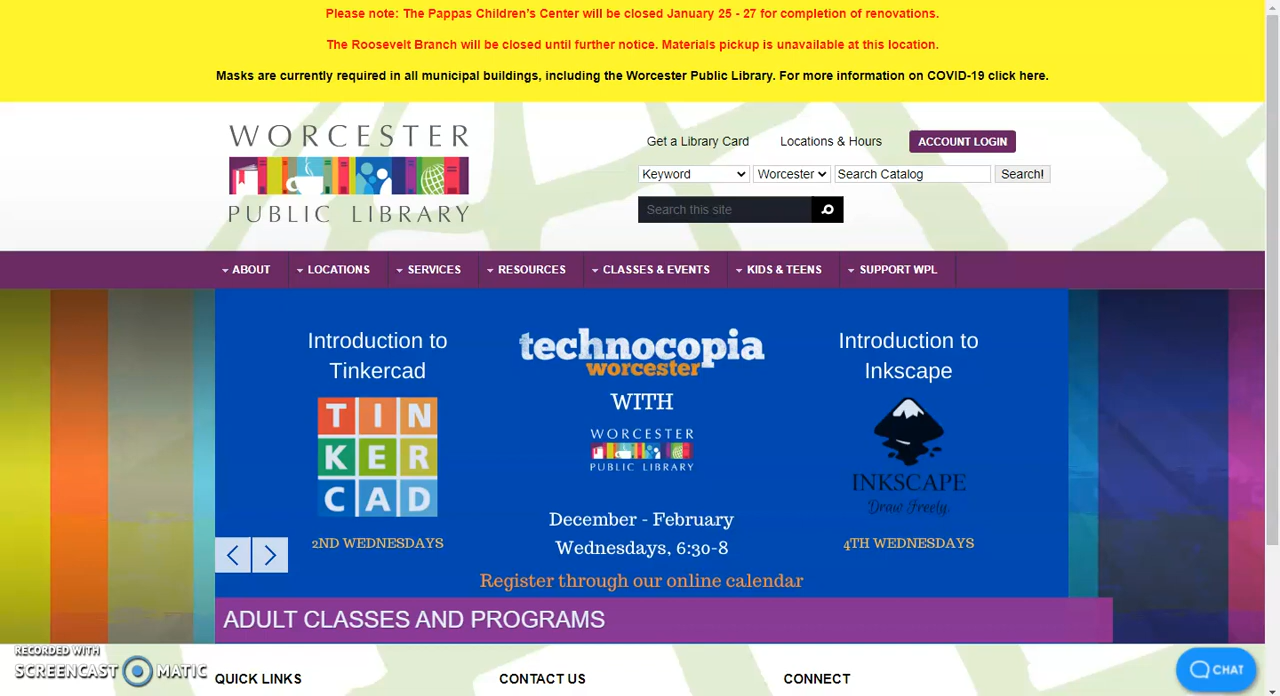 Please note: The Pappas Children's Center will be closed January 25 - 27 for completion of renovations.
The Roosevelt Branch will be closed until further notice. Materials pickup is unavailable at this location.
Masks are currently required in all municipal buildings, including the Worcester Public Library. For more information on COVID-19 click here.
WORCESTER
PUBLIC LIBRARY
Get a Library Card
Locations & Hours
ACCOUNT LOGIN
Keyword
Worcester
Search Catalog
Search!
Search this site
ABOUT
LOCATIONS
SERVICES
RESOURCES
CLASSES & EVENTS
KIDS & TEENS
SUPPORT WPL
Introduction to
Tinkercad
TIN
KER
CAD
2ND WEDNESDAYS
technocopia
worcester
WITH
WORCESTER
PUBLIC LIBRARY
December - February
Wednesdays, 6:30-8
Register through our online calendar
Introduction to
Inkscape
INKSCAPE
Draw Freely.
4TH WEDNESDAYS
ADULT CLASSES AND PROGRAMS
RECORDED WITH
SCREENCAST MATIC
QUICK LINKS
CONTACT US
CONNECT
CHAT